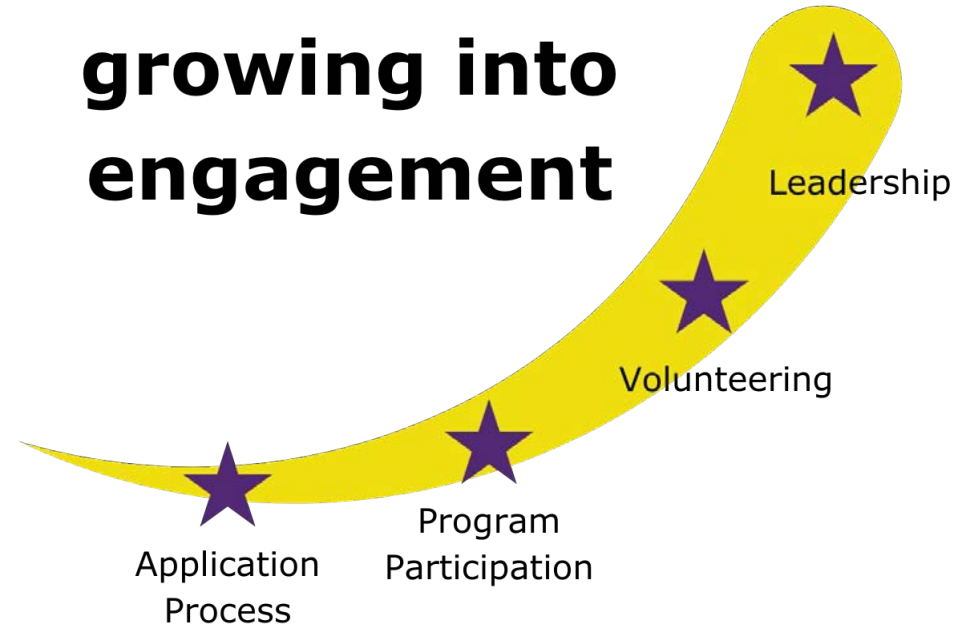 growing into
engagement
Leadership
Volunteering
Program
Participation
Application
Process